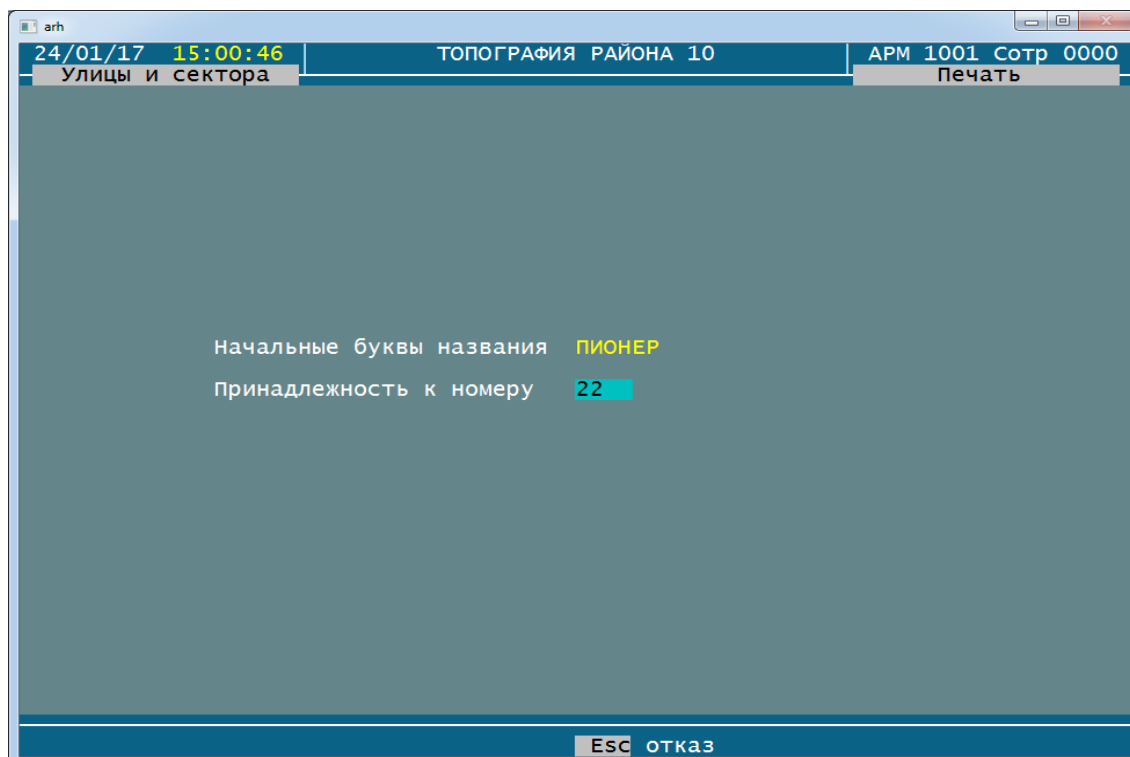 arh
24/01/17 15:00:46 ТОПОГРАФИЯ РАЙОНА 10 АРМ 1001 Сотр 0000
Улицы и сектора Печать
Начальные буквы названия ПИОНЕР
Принадлежность к номеру 22
Esc отказ